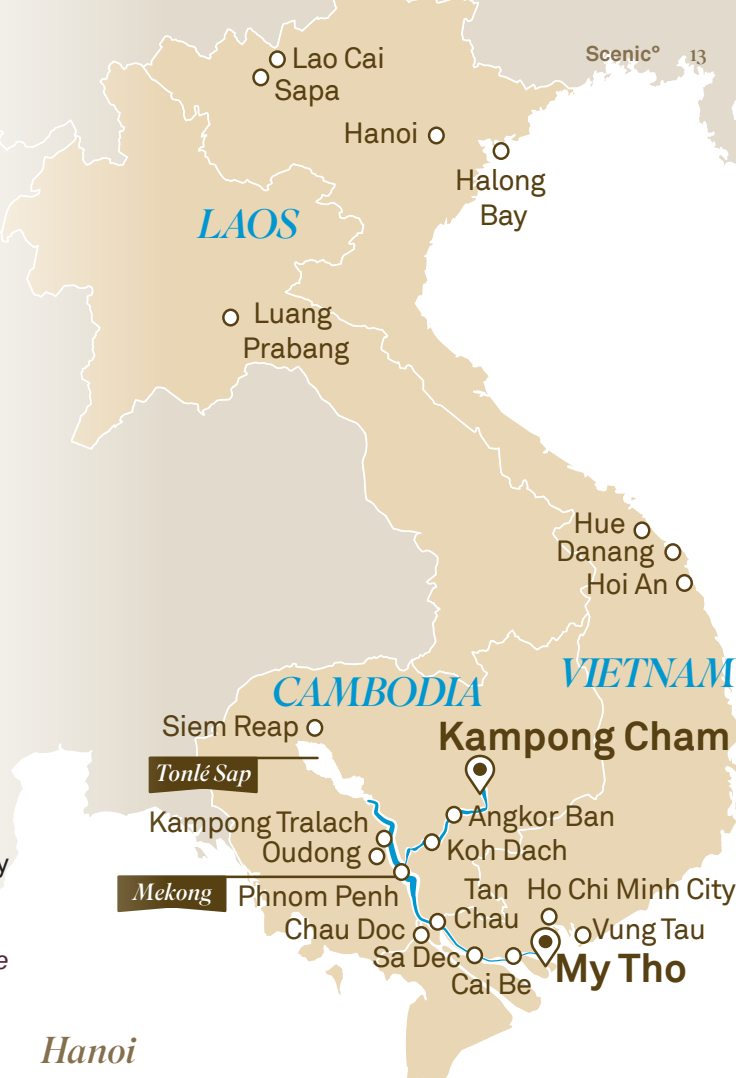 Scenic° 13
Lao Cai
Sapa
Hanoi
Halong
Bay
LAOS
Luang
Prabang
Hue
Danang
Hoi An
VIETNAM
CAMBODIA
Siem Reap
Kampong Cham
Tonlé Sap
Angkor Ban
Kampong Tralach
Koh Dach
Oudong
Mekong
Phnom Penh
Tan
Chau
Ho Chi Minh City
Chau Doc
Vung Tau
Sa Dec
My Tho
Cai Be
y
e
Hanoi